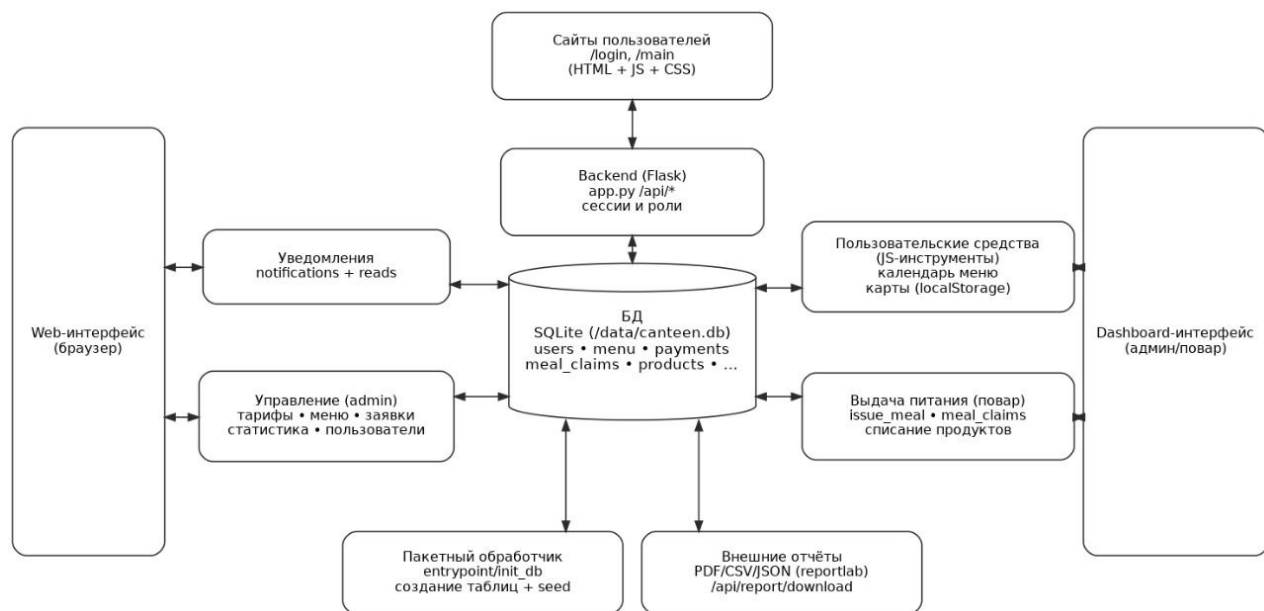 Сайты пользователей
/login, /main
(HTML + JS + CSS)
Backend (Flask)
app.py /api/*
сессии и роли
Уведомления
notifications + reads
Пользовательские средства
(JS-инструменты)
календарь меню
карты (localStorage)
Web-интерфейс
(браузер)
БД
SQLite (/data/canteen.db)
users • menu • payments
meal_claims • products • ...
Dashboard-интерфейс
(админ/повар)
Управление (admin)
тарифы • меню • заявки
статистика • пользователи
Выдача питания (повар)
issue_meal • meal_claims
списание продуктов
Пакетный обработчик
entrypoint/init_db
создание таблиц + seed
Внешние отчёты
PDF/CSV/JSON (reportlab)
/api/report/download